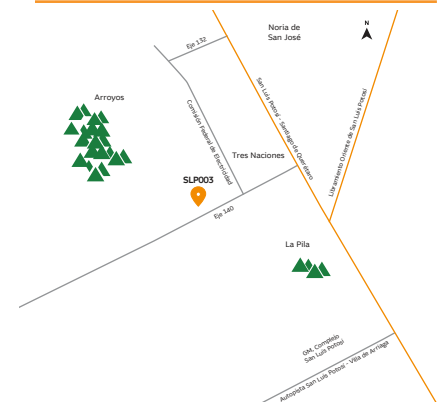 N
Noria de
San José
Eje 132
Arroyos
San Luis Potosí - Santiago de Querétaro
Libramiento Oriente de San Luis Potosí
Comisión Federal de Electricidad
Tres Naciones
SLP003
Eje 140
La Pila
GM, Complejo
San Luis Potosí
Autopista San Luis Potosí - Villa de Arriaga